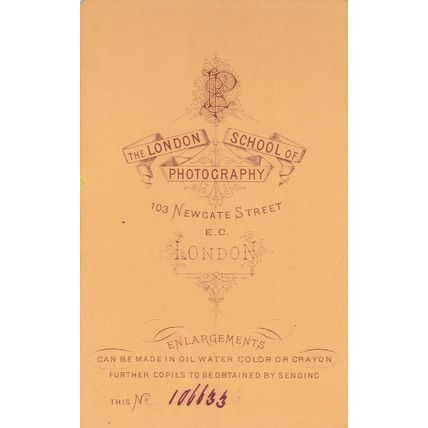 THE LONDON SCHOOL OF
PHOTOGRAPHY
103 NEWGATE STREET
E.C.
LONDON
ENLARGEMENTS
CAN BE MADE IN OIL WATER COLOR OR CRAYON
FURTHER COPIES TO BE OBTAINED BY SENDING
THIS No. 106633